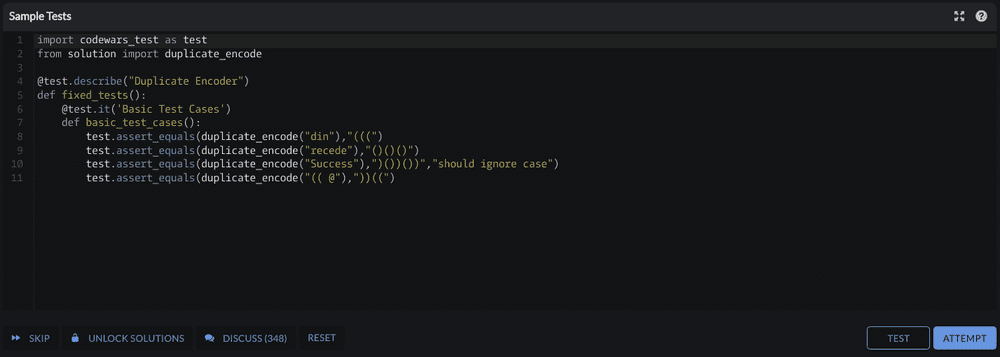 Sample Tests
1 import codewars_test as test
2 from solution import duplicate_encode
3
4 @test.describe("Duplicate Encoder")
5 def fixed_tests():
6     @test.it('Basic Test Cases')
7     def basic_test_cases():
8         test.assert_equals(duplicate_encode("din"),"(((")
9         test.assert_equals(duplicate_encode("recede"),"()()()")
10         test.assert_equals(duplicate_encode("Success"),")())())","should ignore case")
11         test.assert_equals(duplicate_encode("(( @"),"))((")
SKIP UNLOCK SOLUTIONS DISCUSS (348) RESET TEST ATTEMPT